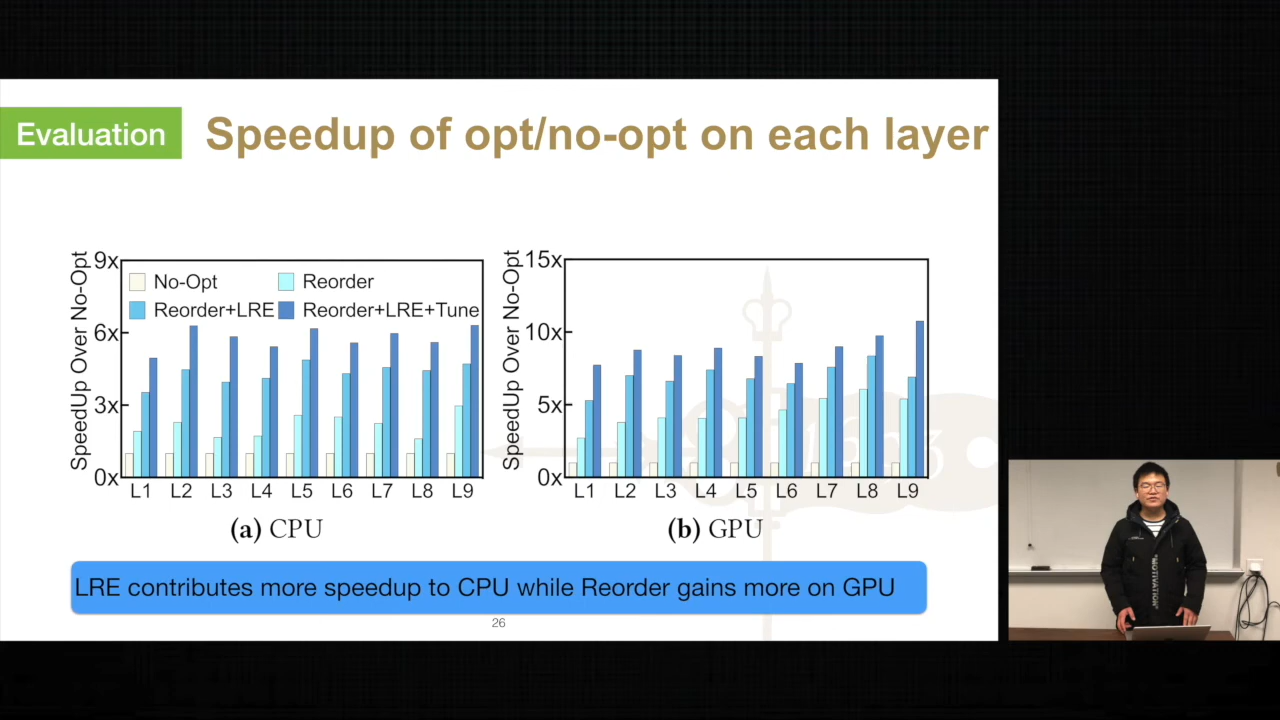 Evaluation
Speedup of opt/no-opt on each layer
SpeedUp Over No-Opt
9x
6x
3x
0x
No-Opt
Reorder
Reorder+LRE
Reorder+LRE+Tune
L1 L2 L3 L4 L5 L6 L7 L8 L9
(a) CPU
SpeedUp Over No-Opt
15x
10x
5x
0x
L1 L2 L3 L4 L5 L6 L7 L8 L9
(b) GPU
LRE contributes more speedup to CPU while Reorder gains more on GPU
26
"MOTIVATION"